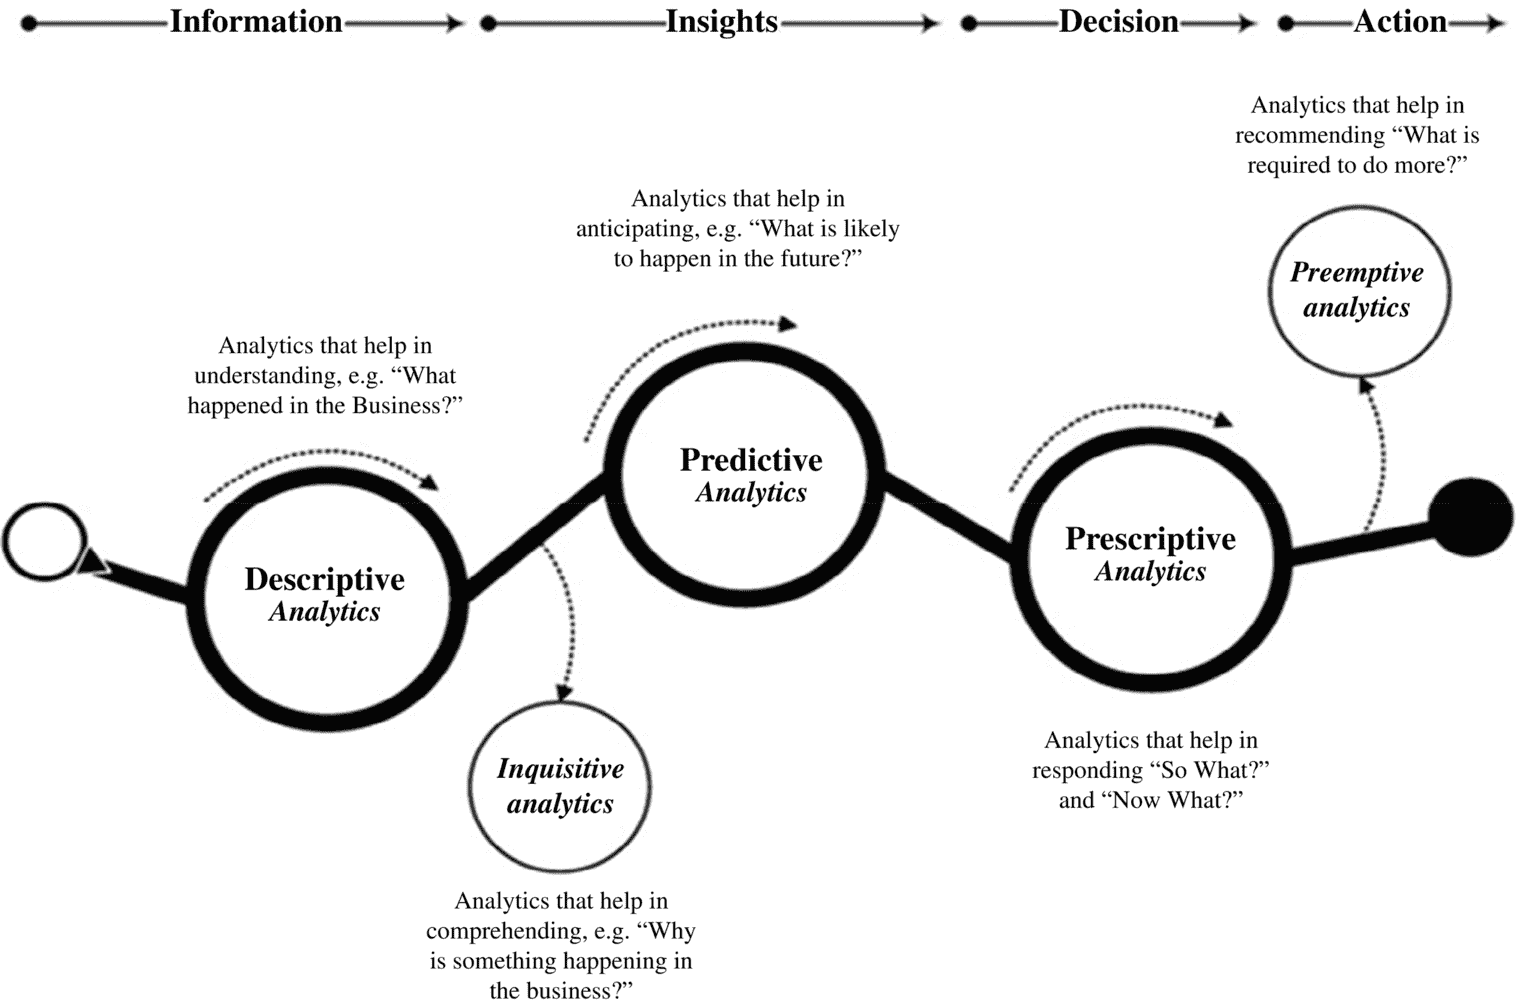 Information Insights Decision Action
Analytics that help in
recommending “What is
required to do more?”
Analytics that help in
anticipating, e.g. “What is likely
to happen in the future?”
Preemptive
analytics
Analytics that help in
understanding, e.g. “What
happened in the Business?”
Predictive
Analytics
Prescriptive
Analytics
Descriptive
Analytics
Inquisitive
analytics
Analytics that help in
responding “So What?”
and “Now What?”
Analytics that help in
comprehending, e.g. “Why
is something happening in
the business?”